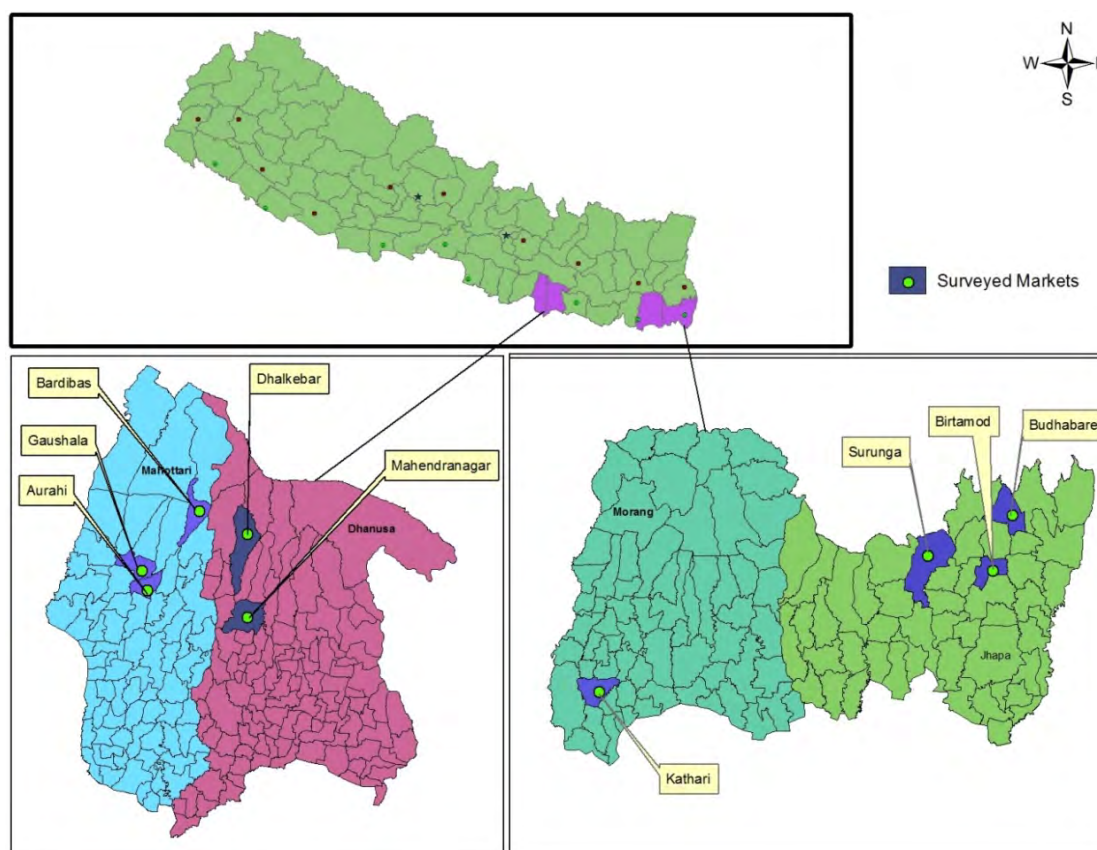 N
W
S
Surveyed Markets
Bardibas
Dhalkebar
Gaushala
Mahendranagar
Aurahi
Mahottari
Dhanusa
Birtamod
Budhabare
Surunga
Morang
Jhapa
Kathari